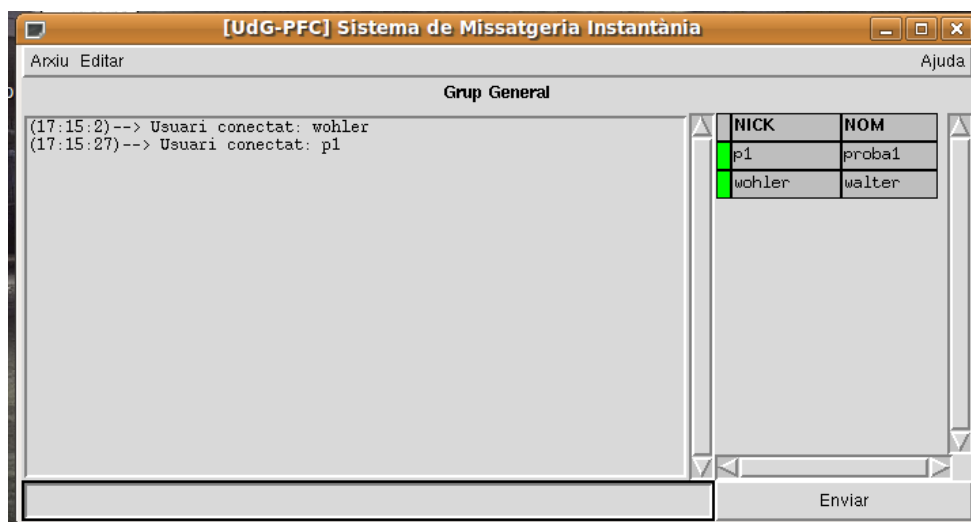 [UdG-PFC] Sistema de Missatgeria Instantània
Arxiu Editar Ajuda
Grup General
(17:15:2)--> Usuari conectat: wohler
(17:15:27)--> Usuari conectat: p1
NICK NOM
p1 proba1
wohler walter
Enviar